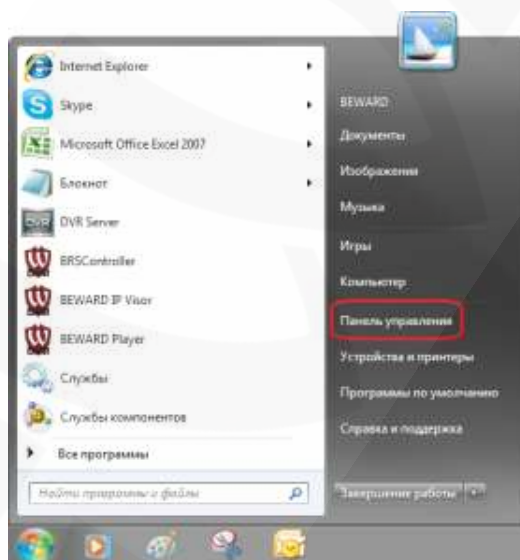 Internet Explorer
Skype
Microsoft Office Excel 2007
Блокнот
DVR
DVR Server
BRSController
BEWARD IP Visor
BEWARD Player
Службы
Службы компонентов
Все программы
Найти программы и файлы
BEWARD
Документы
Изображения
Музыка
Игры
Компьютер
Панель управления
Устройства и принтеры
Программы по умолчанию
Справка и поддержка
Завершение работы